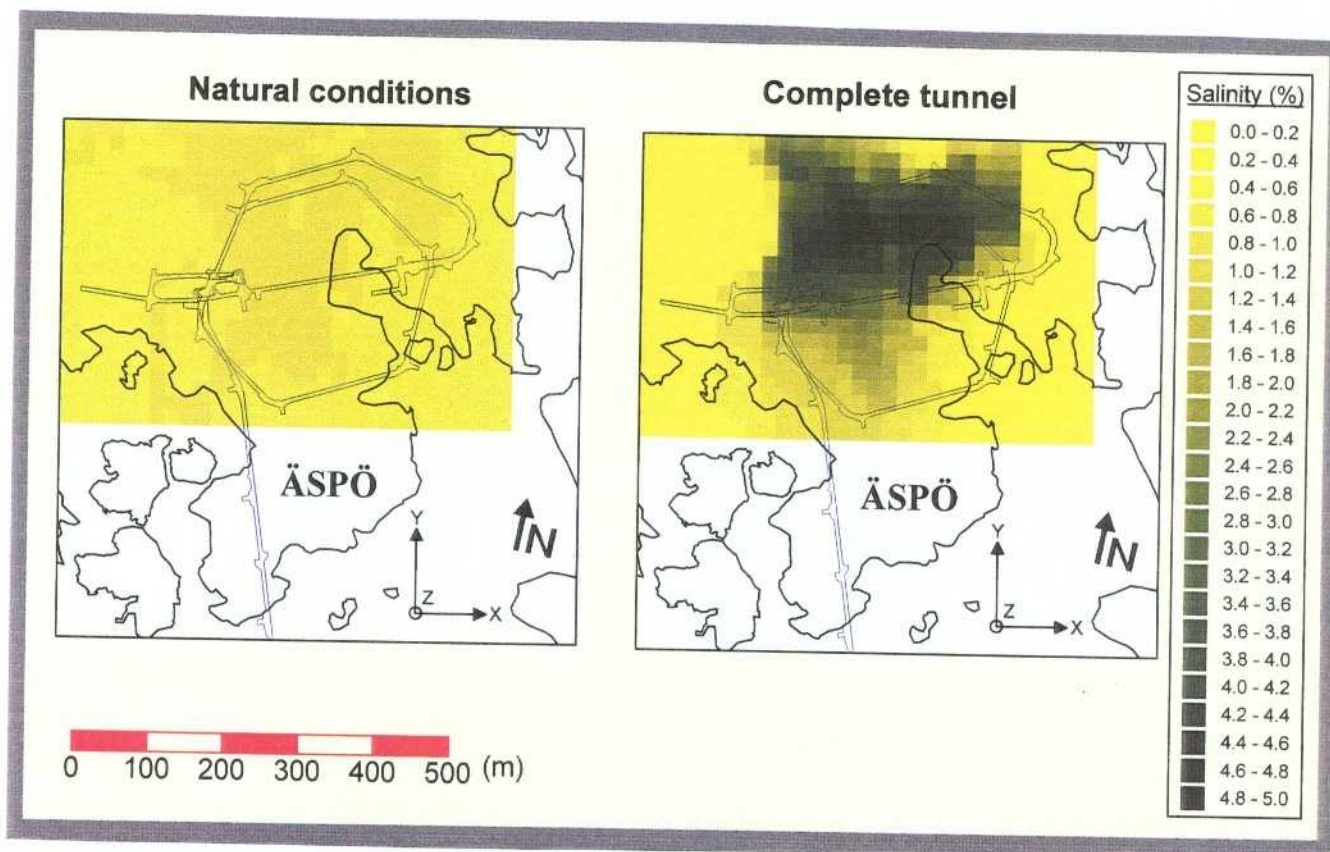 Natural conditions
Complete tunnel
ÄSPÖ
Y
Z
X
N
ÄSPÖ
Y
Z
X
N
0 100 200 300 400 500 (m)
Salinity (%)
0.0 - 0.2
0.2 - 0.4
0.4 - 0.6
0.6 - 0.8
0.8 - 1.0
1.0 - 1.2
1.2 - 1.4
1.4 - 1.6
1.6 - 1.8
1.8 - 2.0
2.0 - 2.2
2.2 - 2.4
2.4 - 2.6
2.6 - 2.8
2.8 - 3.0
3.0 - 3.2
3.2 - 3.4
3.4 - 3.6
3.6 - 3.8
3.8 - 4.0
4.0 - 4.2
4.2 - 4.4
4.4 - 4.6
4.6 - 4.8
4.8 - 5.0